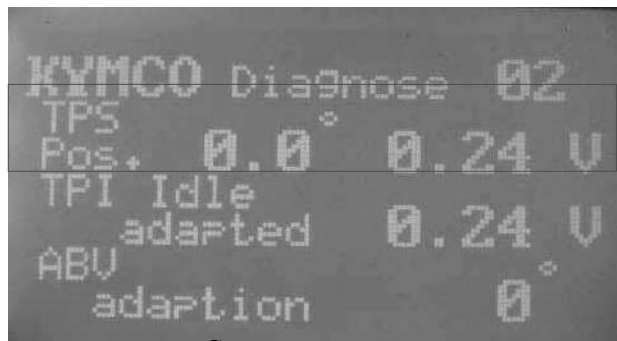 KYMCO Diagnose 02
TPS
Pos. 0.0° 0.24 V
TPI Idle
adapted 0.24 V
ABV
adaption 0°